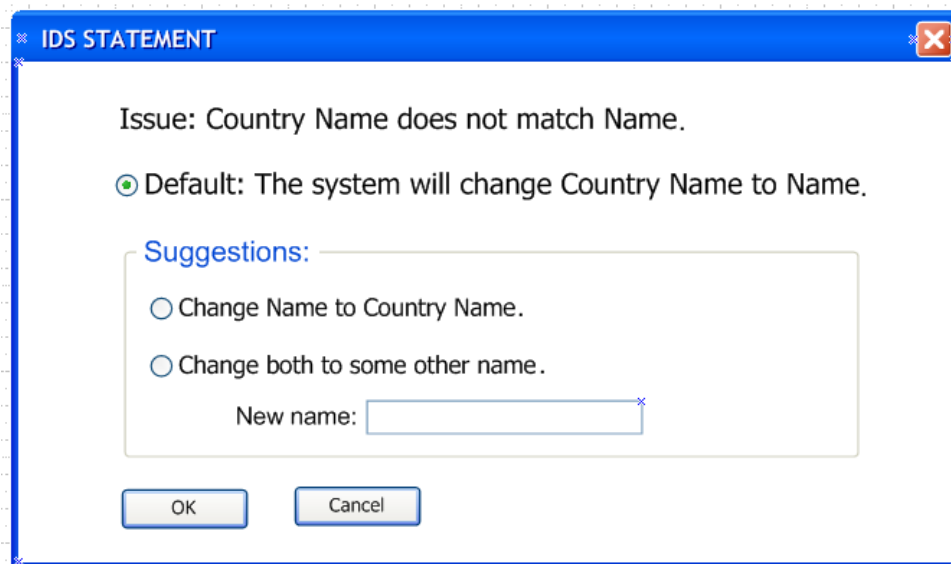 IDS STATEMENT
Issue: Country Name does not match Name.
Default: The system will change Country Name to Name.
Suggestions:
Change Name to Country Name.
Change both to some other name.
New name:
OK Cancel